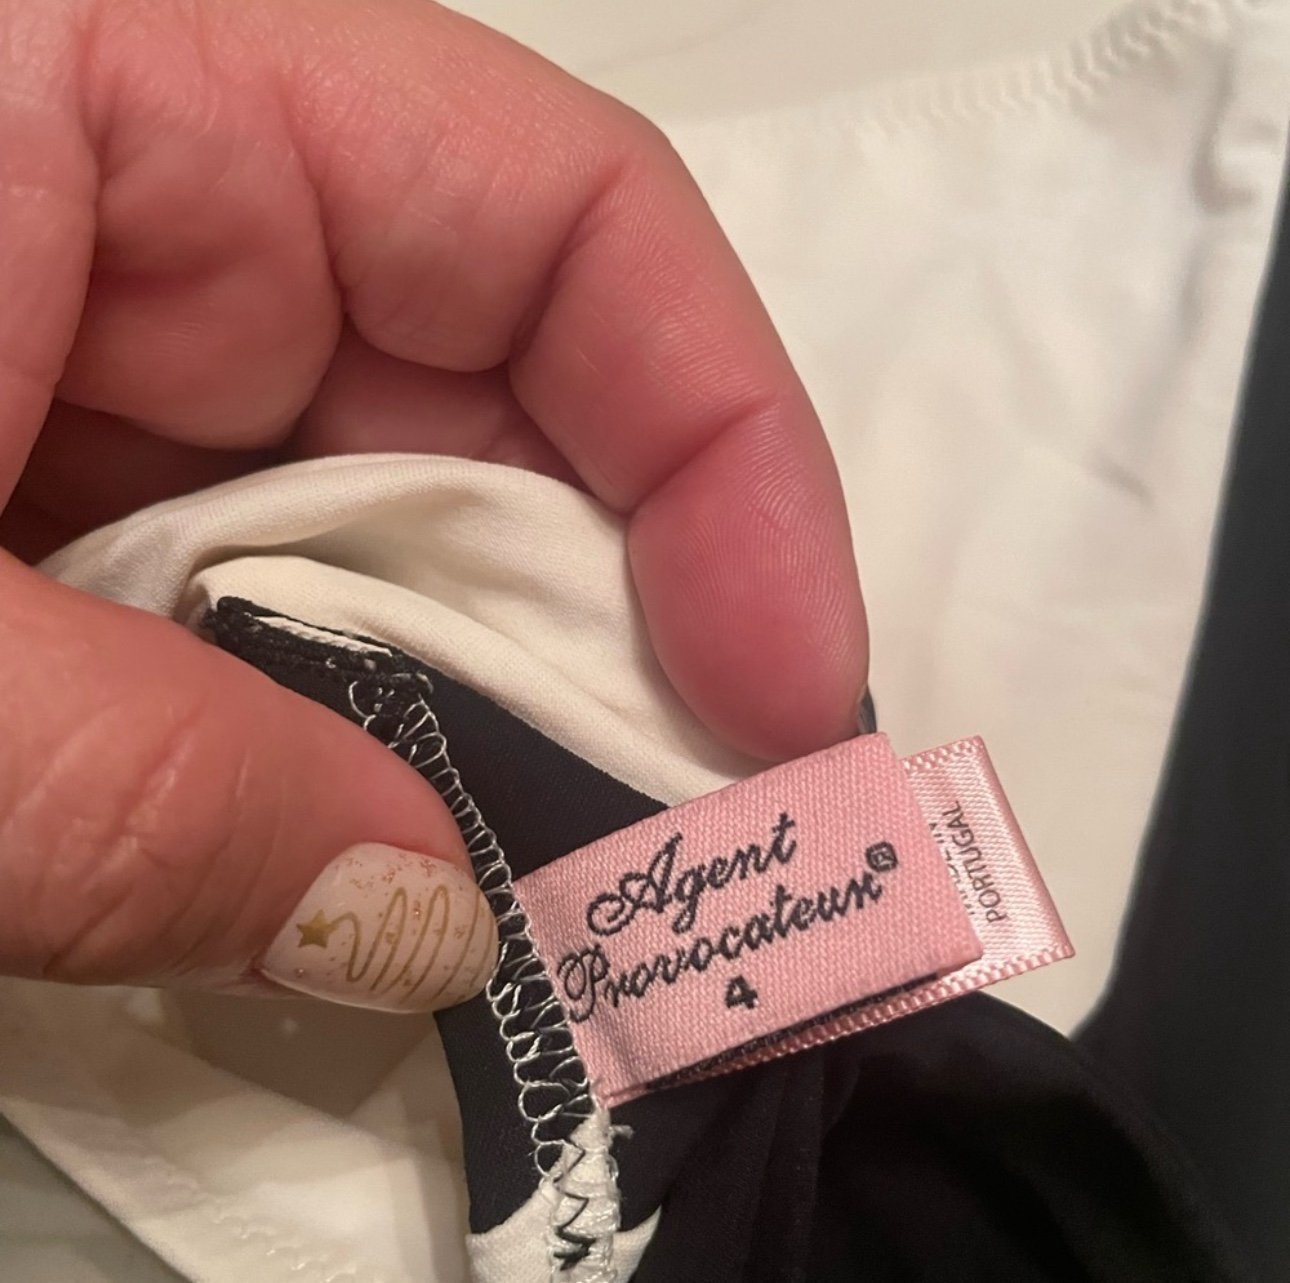 Agent
Provocateur®
4
PORTUGAL